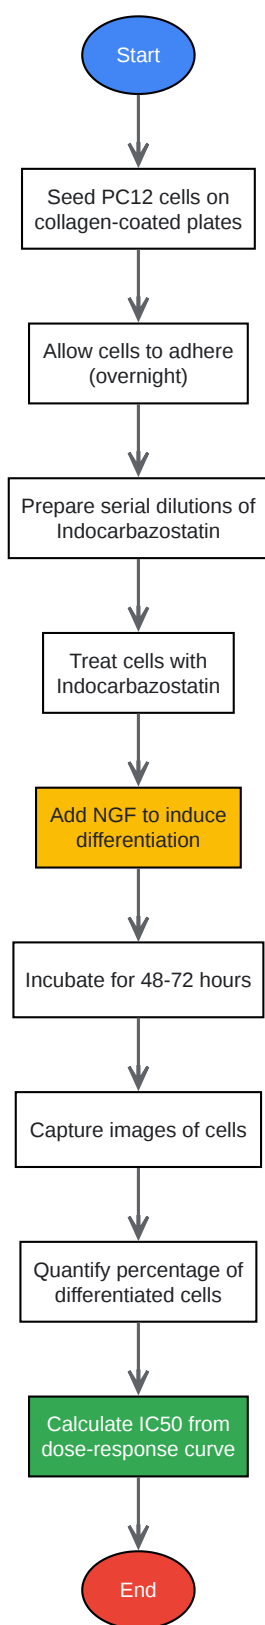 Start
Seed PC12 cells on
collagen-coated plates
Allow cells to adhere
(overnight)
Prepare serial dilutions of
Indocarbazostatin
Treat cells with
Indocarbazostatin
Add NGF to induce
differentiation
Incubate for 48-72 hours
Capture images of cells
Quantify percentage of
differentiated cells
Calculate IC50 from
dose-response curve
End